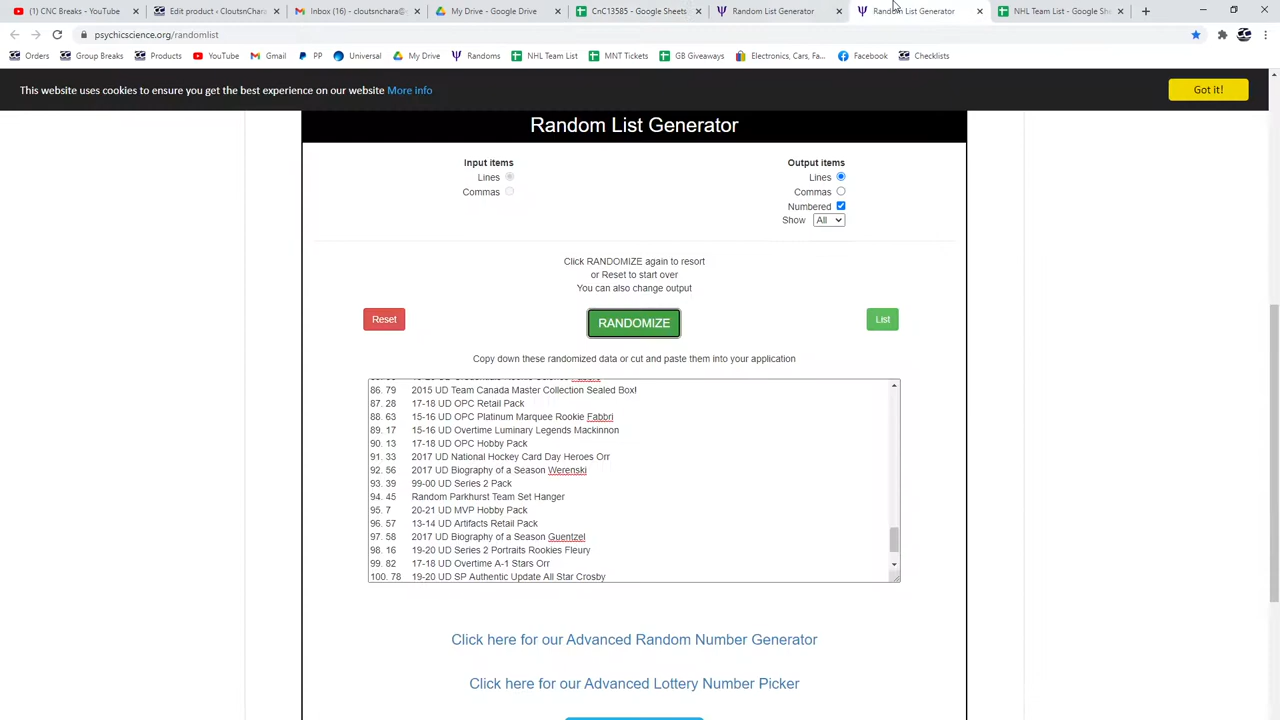 (1) CNC Breaks - YouTube
Edit product ‹ CloutsnChara
Inbox (16) - cloutsnchara@g
My Drive - Google Drive
CnC13585 - Google Sheets
Random List Generator
Random List Generator
NHL Team List - Google She
psychicscience.org/randomlist
Orders
Group Breaks
Products
YouTube
Gmail
PP
Universal
My Drive
Randoms
NHL Team List
MNT Tickets
GB Giveaways
Electronics, Cars, Fa...
Facebook
Checklists
This website uses cookies to ensure you get the best experience on our website More info
Got it!
Random List Generator
Input items
Lines
Commas
Output items
Lines
Commas
Numbered
Show All
Click RANDOMIZE again to resort
or Reset to start over
You can also change output
Reset
RANDOMIZE
List
Copy down these randomized data or cut and paste them into your application
86. 79 2015 UD Team Canada Master Collection Sealed Box!
87. 28 17-18 UD OPC Retail Pack
88. 63 15-16 UD OPC Platinum Marquee Rookie Fabbri
89. 17 15-16 UD Overtime Luminary Legends Mackinnon
90. 13 17-18 UD OPC Hobby Pack
91. 33 2017 UD National Hockey Card Day Heroes Orr
92. 56 2017 UD Biography of a Season Werenski
93. 39 99-00 UD Series 2 Pack
94. 45 Random Parkhurst Team Set Hanger
95. 7 20-21 UD MVP Hobby Pack
96. 57 13-14 UD Artifacts Retail Pack
97. 58 2017 UD Biography of a Season Guentzel
98. 16 19-20 UD Series 2 Portraits Rookies Fleury
99. 82 17-18 UD Overtime A-1 Stars Orr
100. 78 19-20 UD SP Authentic Update All Star Crosby
Click here for our Advanced Random Number Generator
Click here for our Advanced Lottery Number Picker